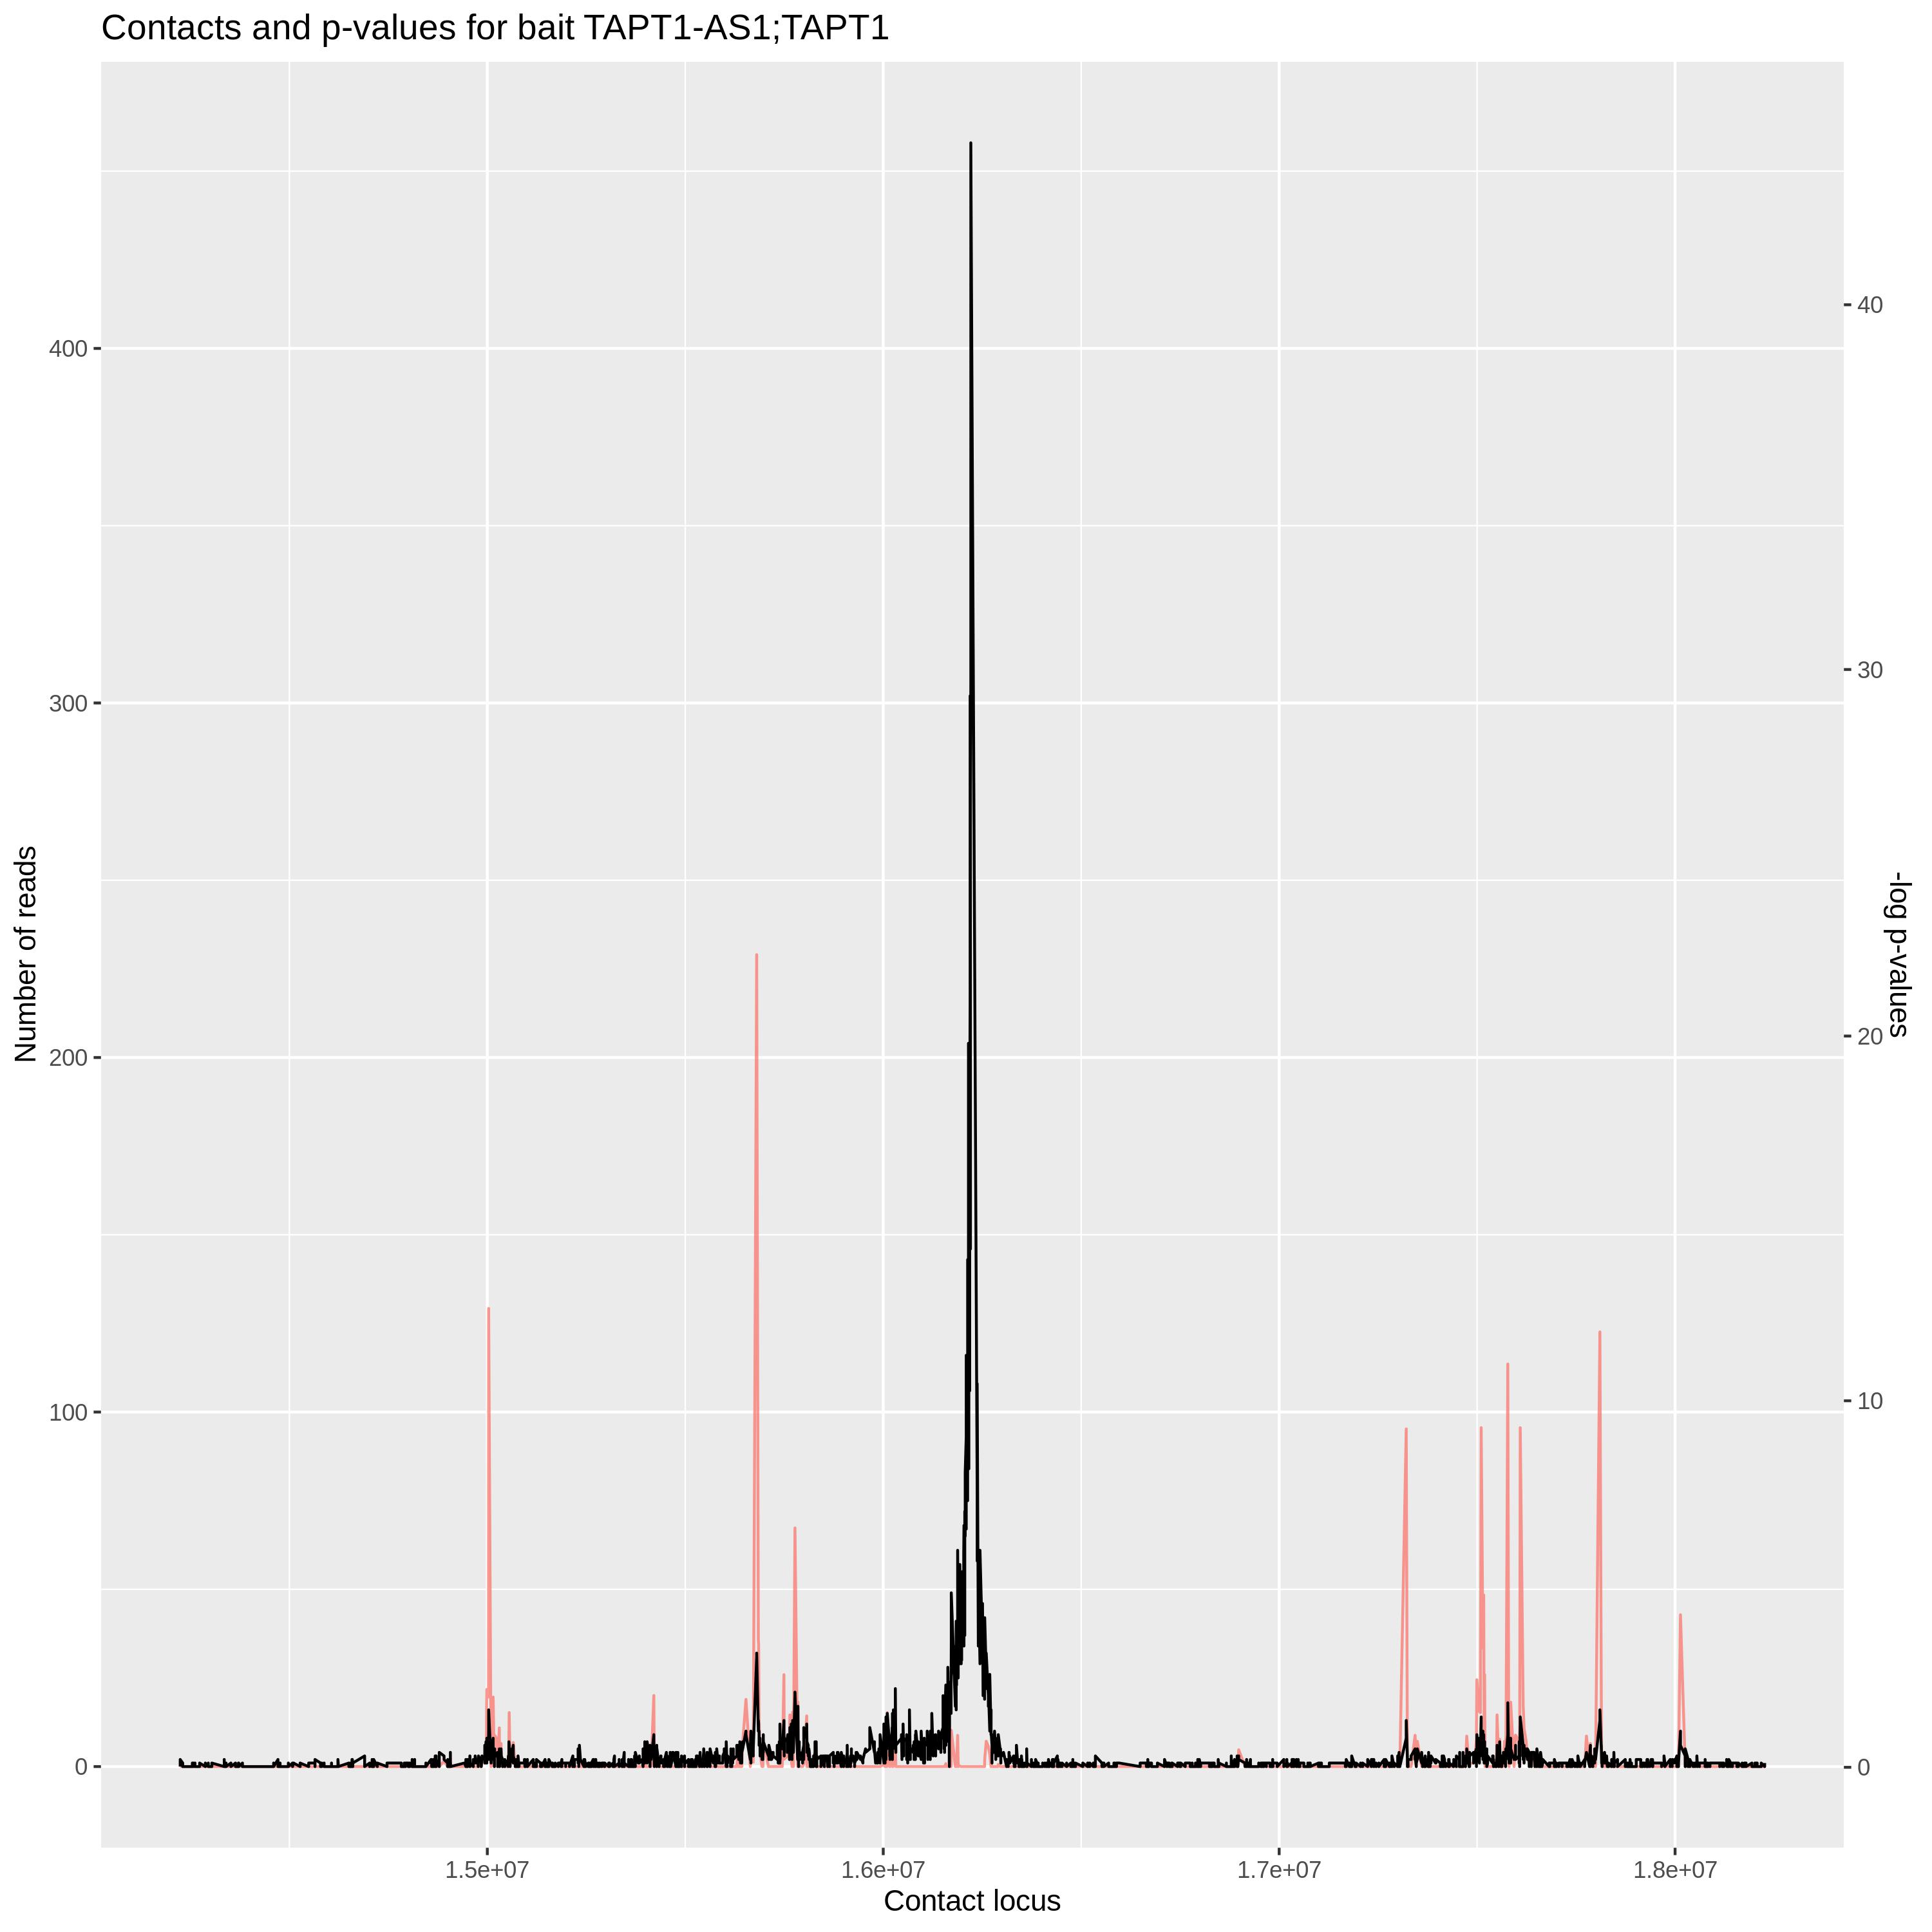 Contacts and p-values for bait TAPT1-AS1;TAPT1
400
300
200
100
0
Number of reads
40
30
20
10
0
-log p-values
1.5e+07
1.6e+07
1.7e+07
1.8e+07
Contact locus